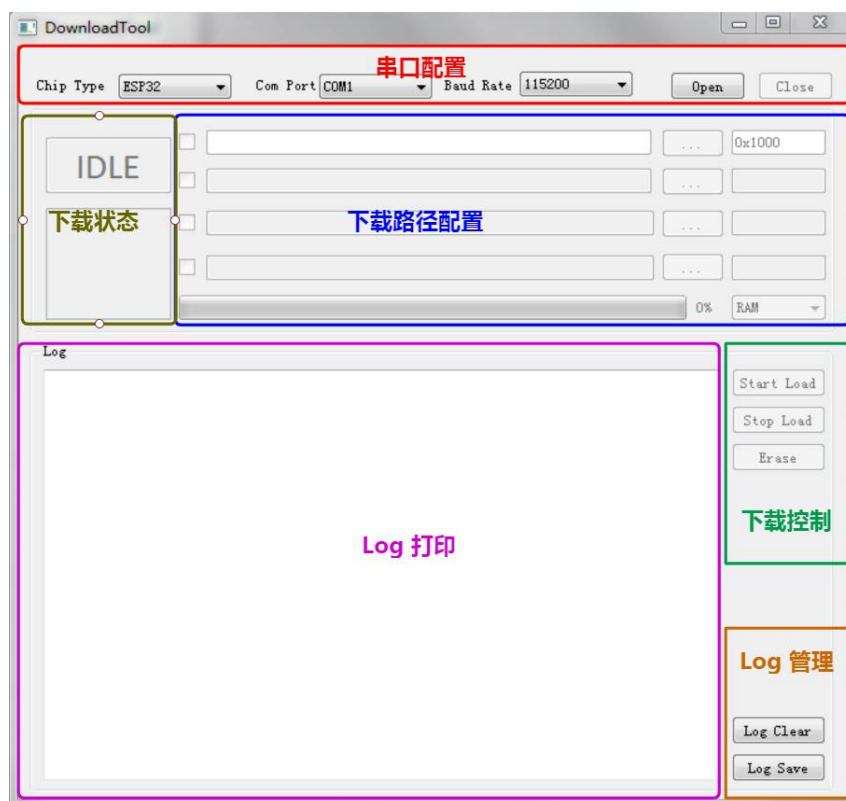 DownloadTool
串口配置
Chip Type ESP32 Com Port COM1 Baud Rate 115200 Open Close
IDLE
... 0x1000
...
下载状态
下载路径配置
...
...
0% RAM
Log
Start Load
Stop Load
Erase
下载控制
Log 打印
Log 管理
Log Clear
Log Save